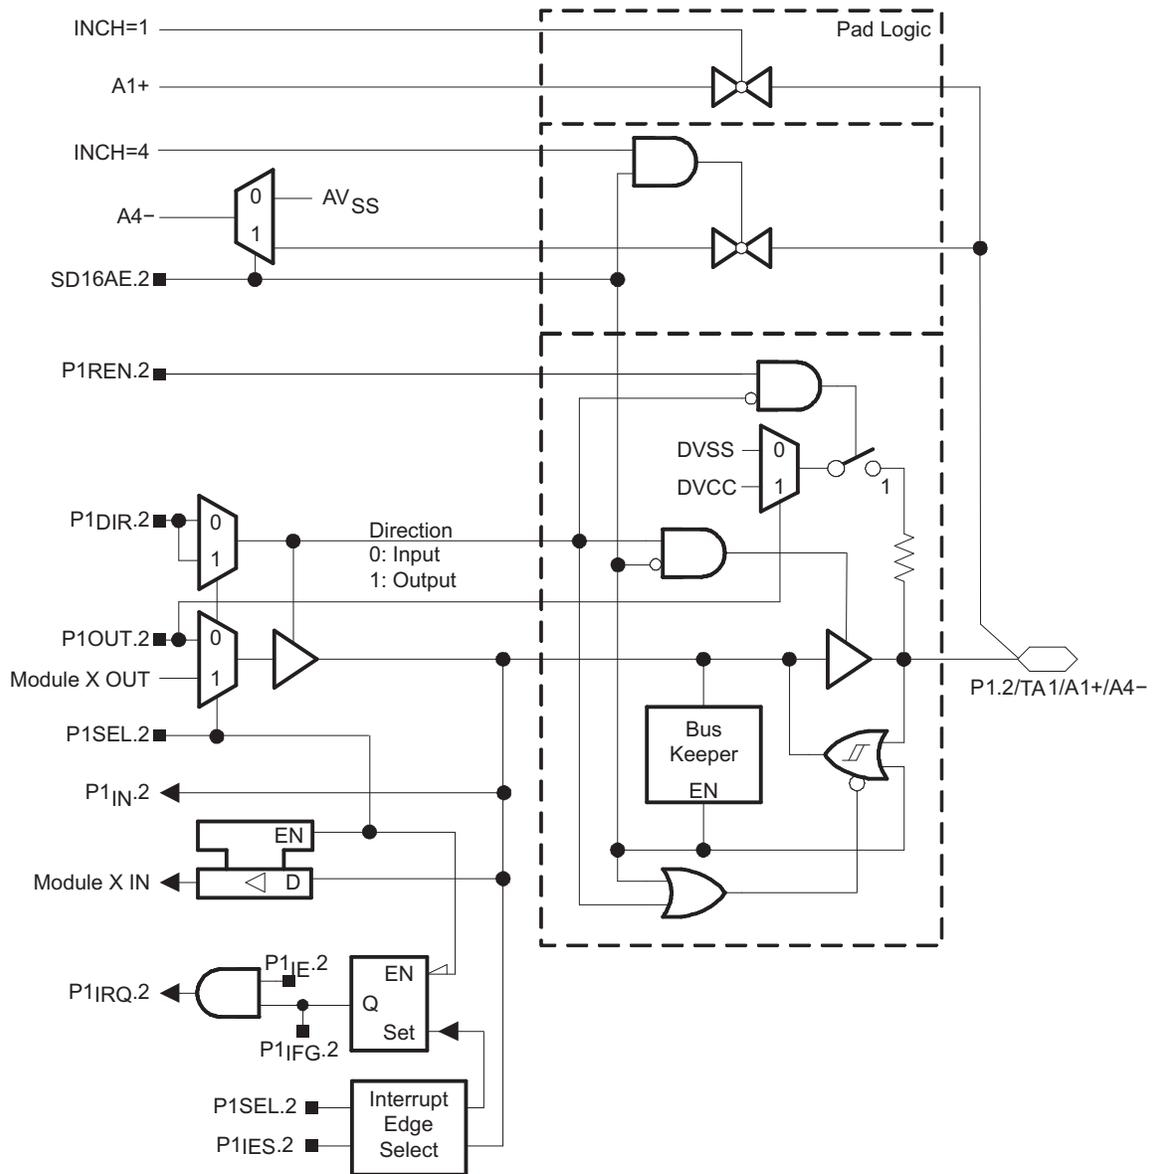 INCH=1
Pad Logic
A1+
INCH=4
0
AVSS
A4−
1
SD16AE.2
P1REN.2
DVSS
0
DVCC
1
1
P1DIR.2
0
1
Direction
0: Input
1: Output
P1OUT.2
0
Module X OUT
1
P1.2/TA1/A1+/A4−
P1SEL.2
Bus
Keeper
EN
P1IN.2
EN
Module X IN
D
P1IE.2
P1IRQ.2
EN
Q
Set
P1IFG.2
P1SEL.2
P1IES.2
Interrupt
Edge
Select